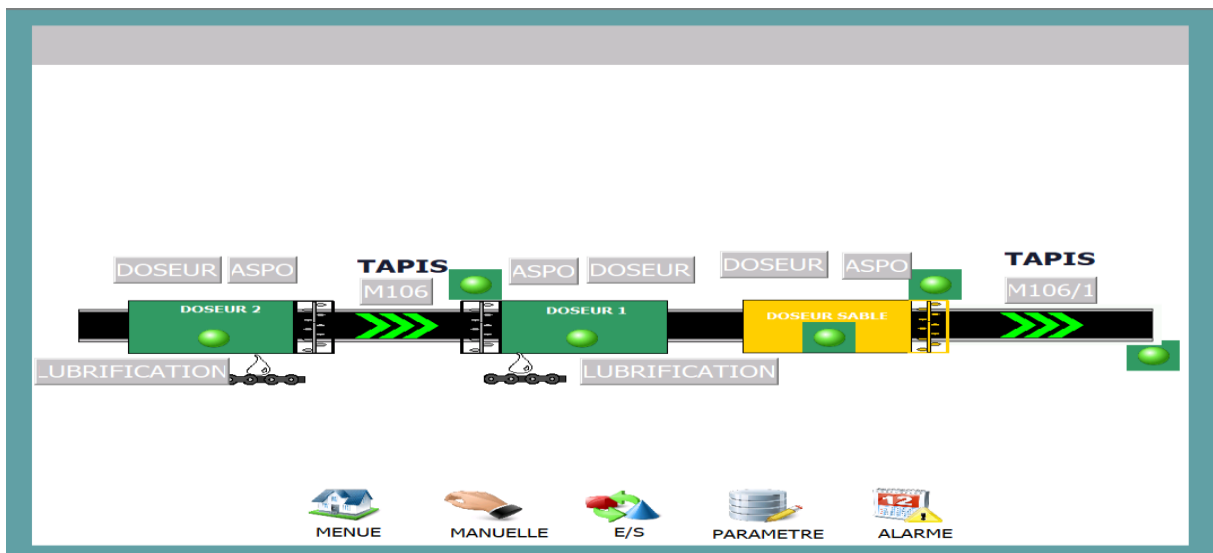 DOSEUR ASPO
TAPIS
M106
ASPO DOSEUR
DOSEUR ASPO
TAPIS
M106/1
DOSEUR 2
DOSEUR 1
DOSEUR SABLE
LUBRIFICATION
LUBRIFICATION
MENUE
MANUELLE
E/S
12
PARAMETRE
ALARME